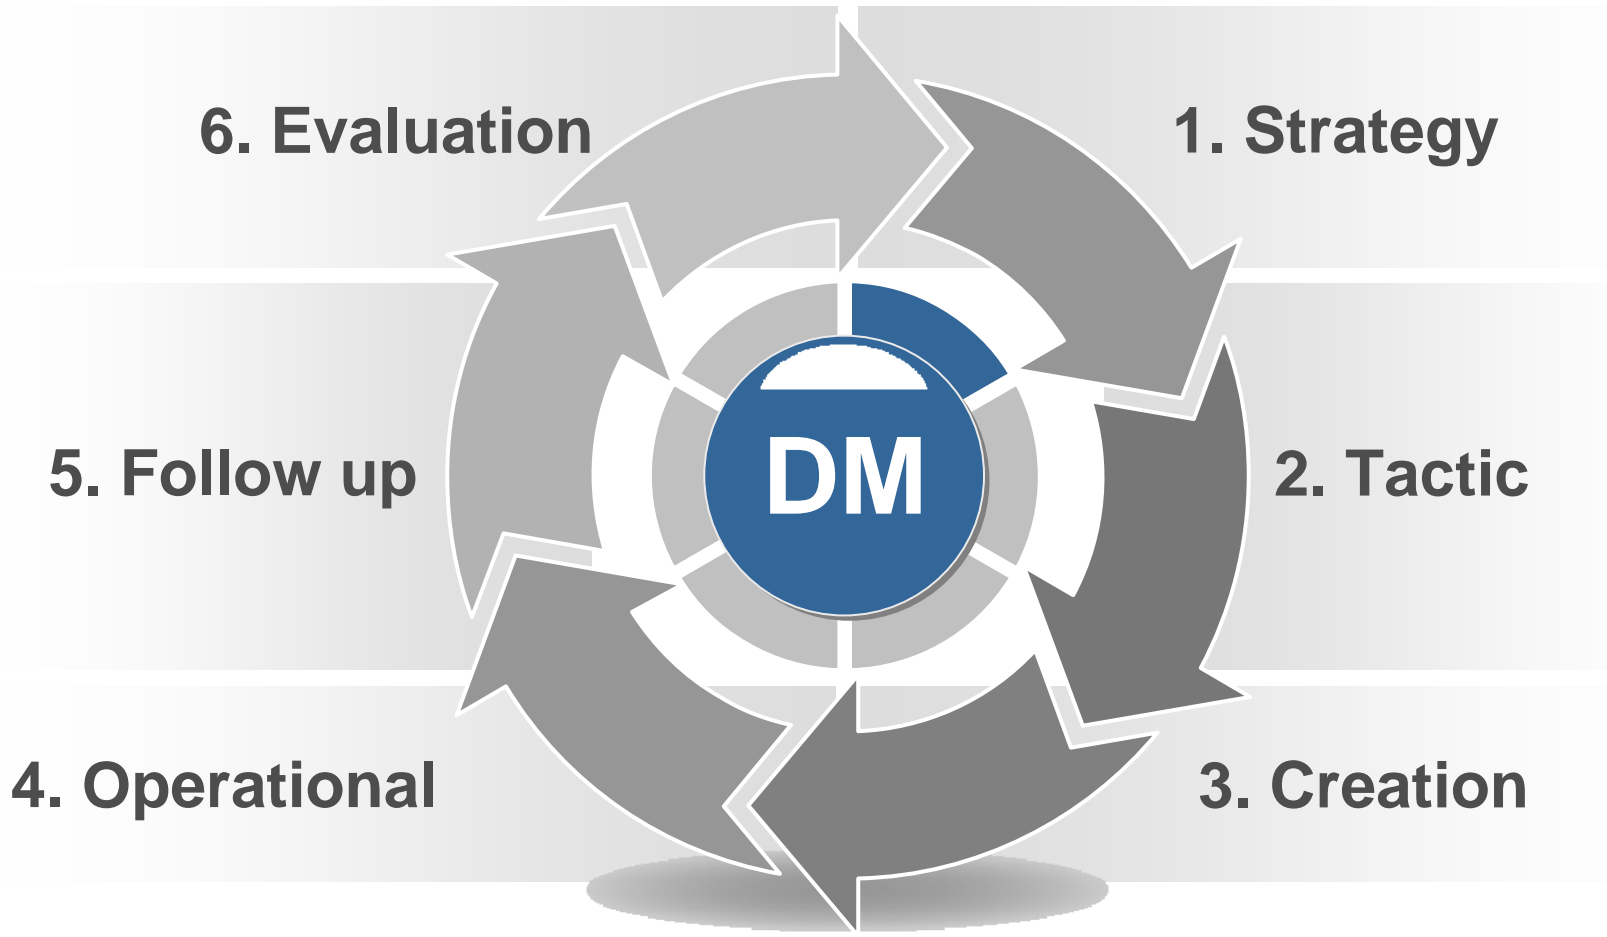 6. Evaluation
1. Strategy
5. Follow up
DM
2. Tactic
4. Operational
3. Creation